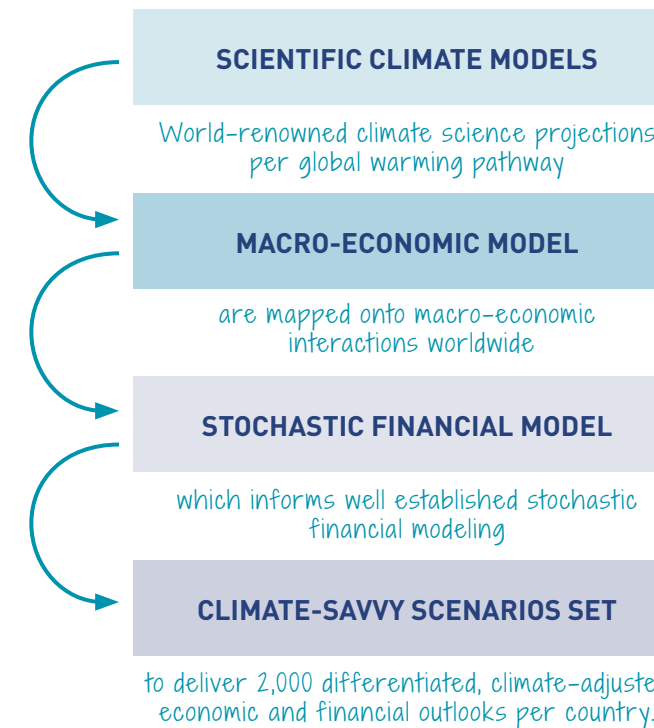 SCIENTIFIC CLIMATE MODELS
World-renowned climate science projections
per global warming pathway
MACRO-ECONOMIC MODEL
are mapped onto macro-economic
interactions worldwide
STOCHASTIC FINANCIAL MODEL
which informs well established stochastic
financial modeling
CLIMATE-SAVVY SCENARIOS SET
to deliver 2,000 differentiated, climate-adjuste
economic and financial outlooks per country.